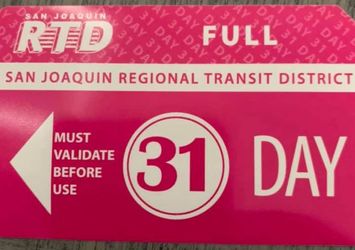 SAN JOAQUIN
RTD
FULL
SAN JOAQUIN REGIONAL TRANSIT DISTRICT
MUST
VALIDATE
BEFORE
USE
31
DAY